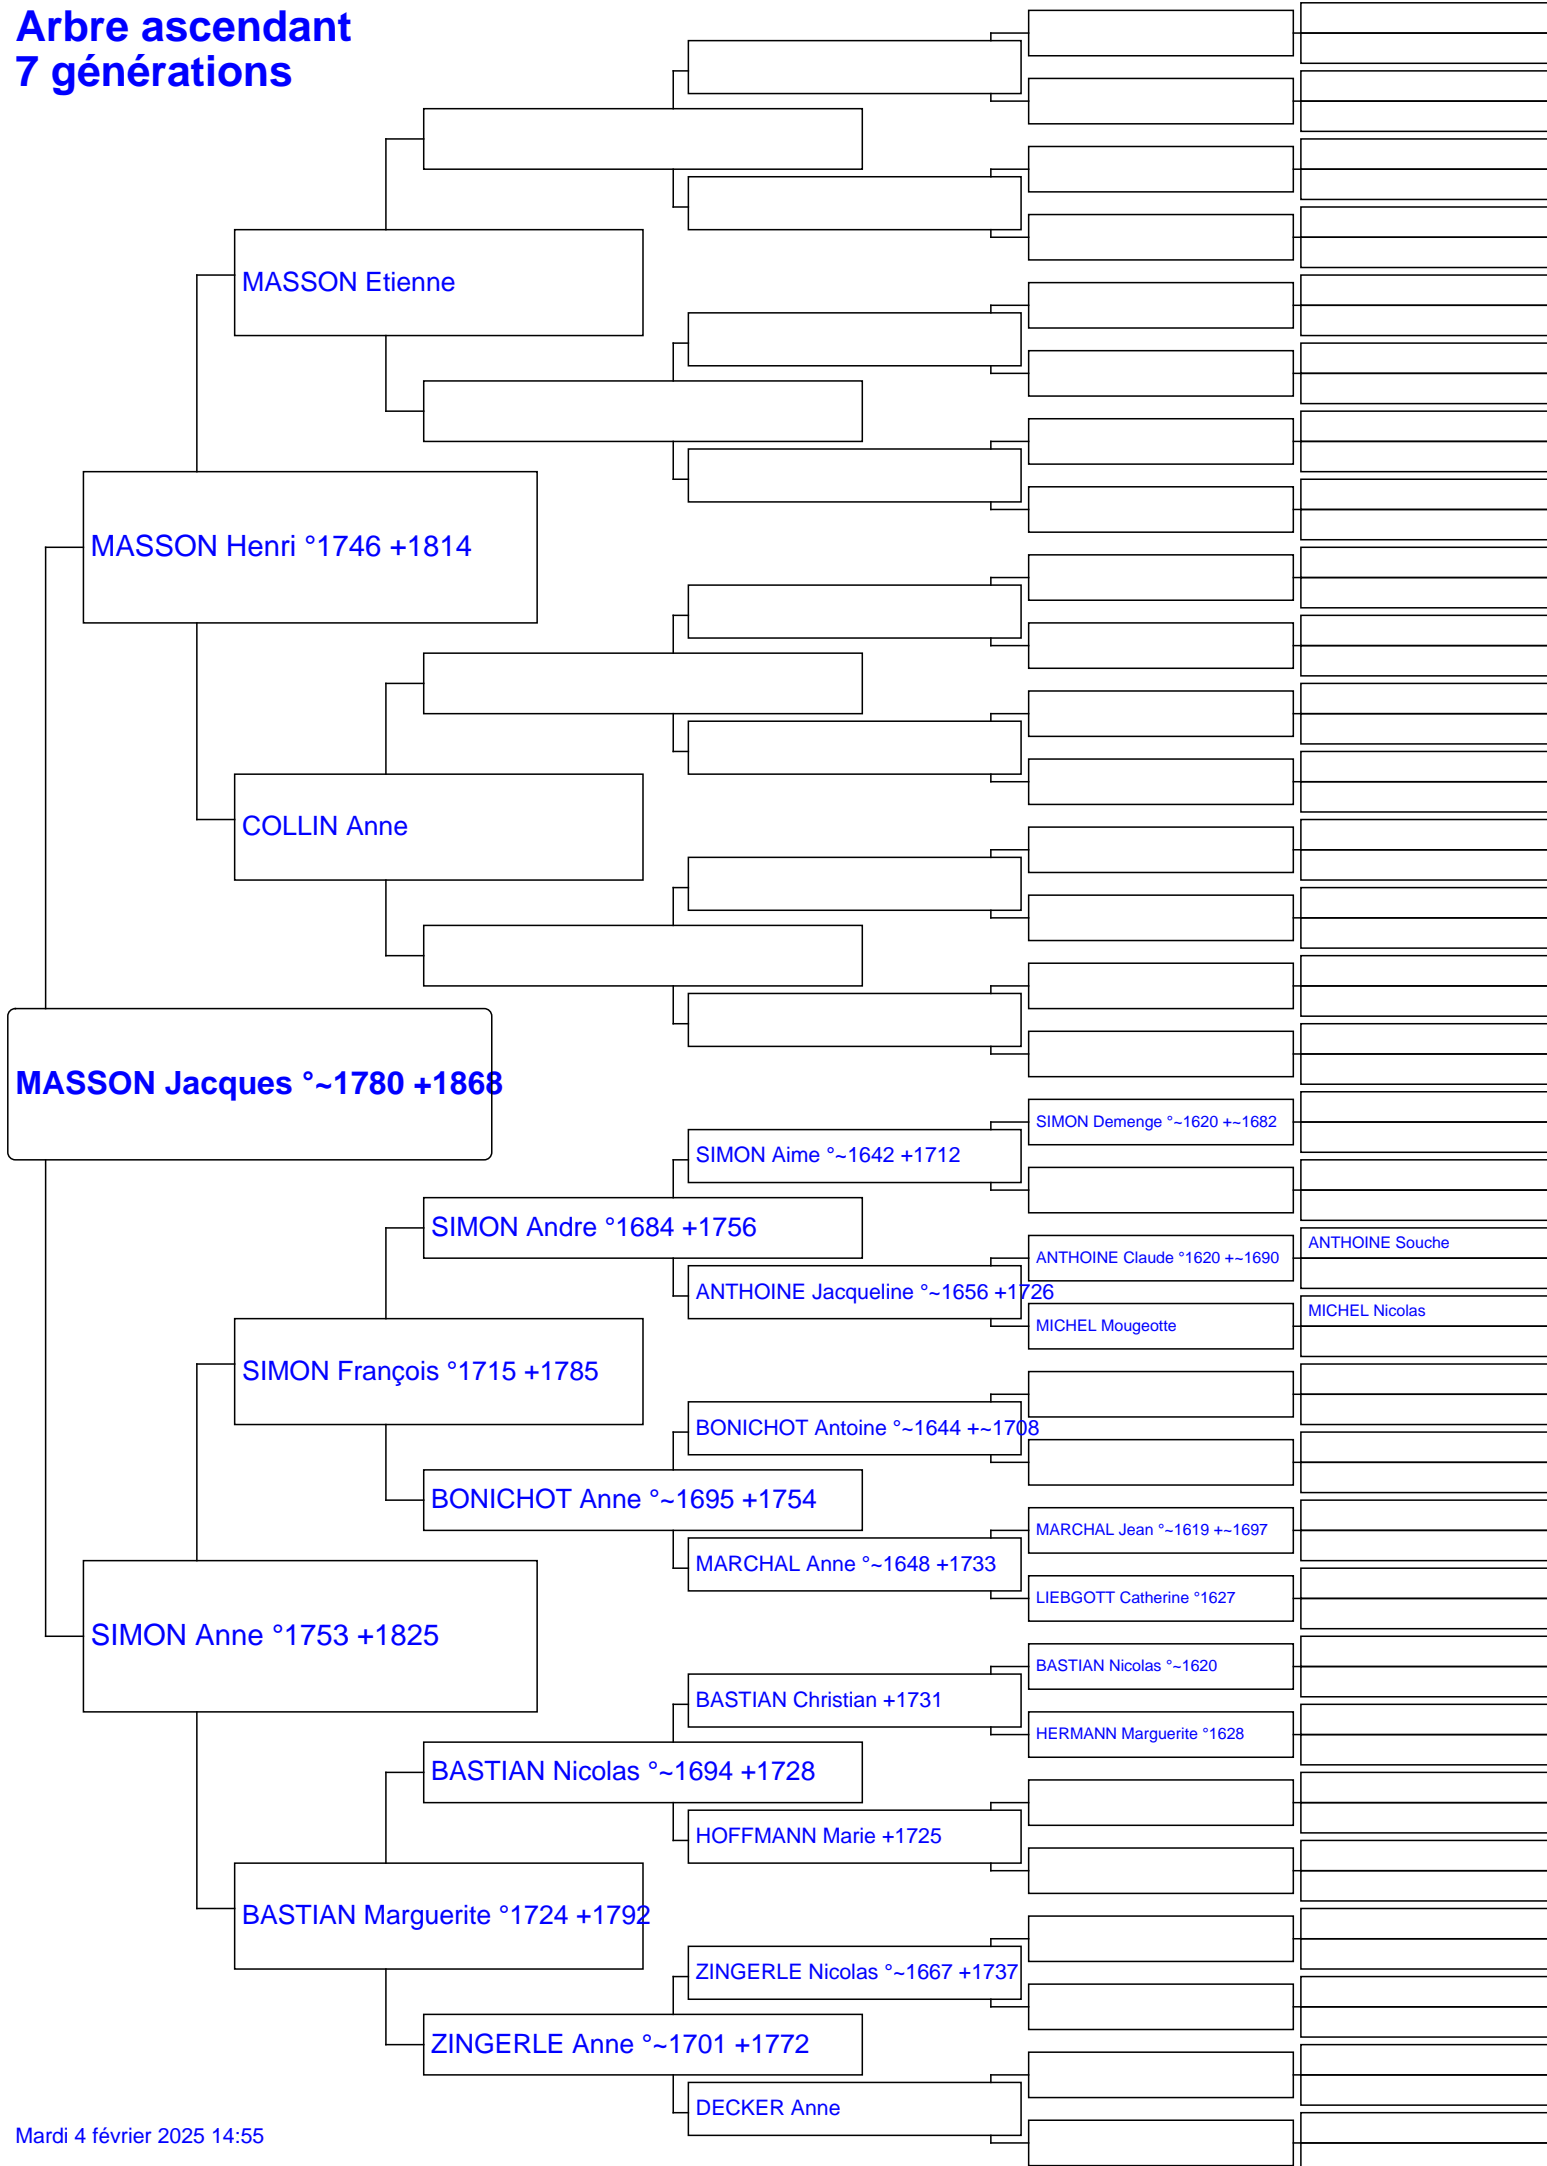 Arbre ascendant
7 générations
MASSON Etienne
MASSON Henri °1746 +1814
COLLIN Anne
MASSON Jacques °~1780 +1868
SIMON Demenge °~1620 +~1682
SIMON Aime °~1642 +1712
SIMON Andre °1684 +1756
ANTHOINE Souche
ANTHOINE Claude °1620 +~1690
ANTHOINE Jacqueline °~1656 +1726
MICHEL Nicolas
MICHEL Mougeotte
SIMON François °1715 +1785
BONICHOT Antoine °~1644 +~1708
BONICHOT Anne °~1695 +1754
MARCHAL Jean °~1619 +~1697
MARCHAL Anne °~1648 +1733
LIEBGOTT Catherine °1627
SIMON Anne °1753 +1825
BASTIAN Nicolas °~1620
BASTIAN Christian +1731
HERMANN Marguerite °1628
BASTIAN Nicolas °~1694 +1728
HOFFMANN Marie +1725
BASTIAN Marguerite °1724 +1792
ZINGERLE Nicolas °~1667 +1737
ZINGERLE Anne °~1701 +1772
DECKER Anne
Mardi 4 février 2025 14:55